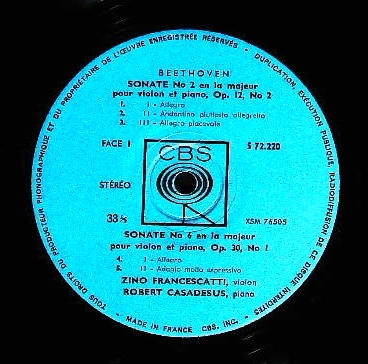 TOUS DROITS DU PRODUCTEUR PHONOGRAPHIQUE ET DU PROPRIÉTAIRE DE L'ŒUVRE ENREGISTRÉE RÉSERVÉS - DUPLICATION, EXÉCUTION PUBLIQUE, RADIODIFFUSION DE CE DISQUE INTERDITES
BEETHOVEN
SONATE No 2 en la majeur
pour violon et piano, Op. 12, No 2
1. I - Allegro
2. II - Andantino piuttosto allegretto
3. III - Allegro piacevole
FACE 1
CBS
S 72.220
STÉRÉO
33⅓
XSM 76505
SONATE No 6 en la majeur
pour violon et piano, Op. 30, No 1
4. I - Allegro
5. II - Adagio molto espressivo
ZINO FRANCESCATTI, violon
ROBERT CASADESUS, piano
- MADE IN FRANCE CBS, INC. -